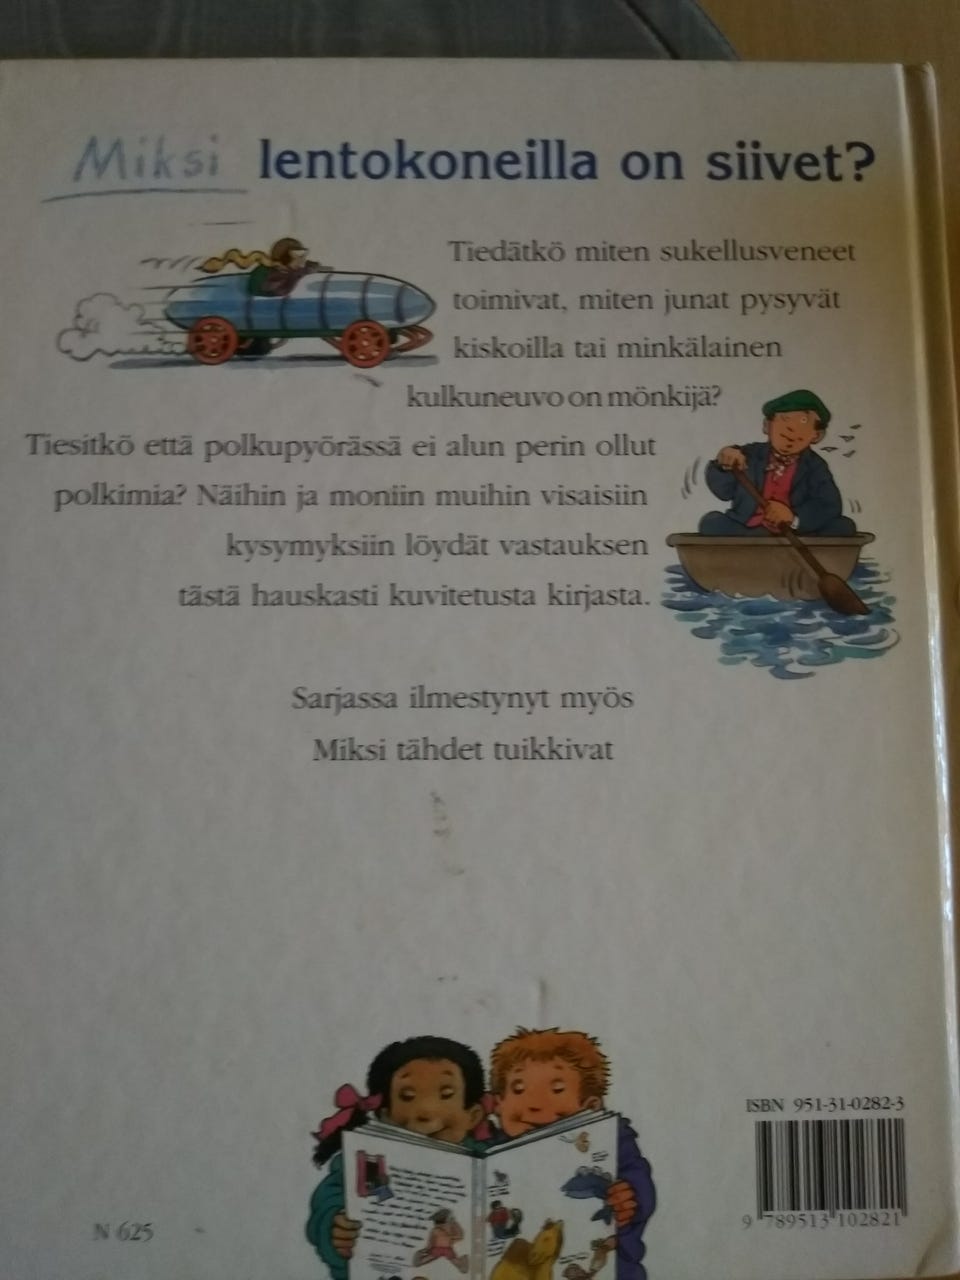 Miksi lentokoneilla on siivet?
Tiedätkö miten sukellusveneet
toimivat, miten junat pysyvät
kiskoilla tai minkälainen
kulkuneuvo on mönkijä?
Tiesitkö että polkupyörässä ei alun perin ollut
polkimia? Näihin ja moniin muihin visaisiin
kysymyksiin löydät vastauksen
tästä hauskasti kuvitetusta kirjasta.
Sarjassa ilmestynyt myös
Miksi tähdet tuikkivat
ISBN 951-31-0282-3
9 789513 102821
N 625